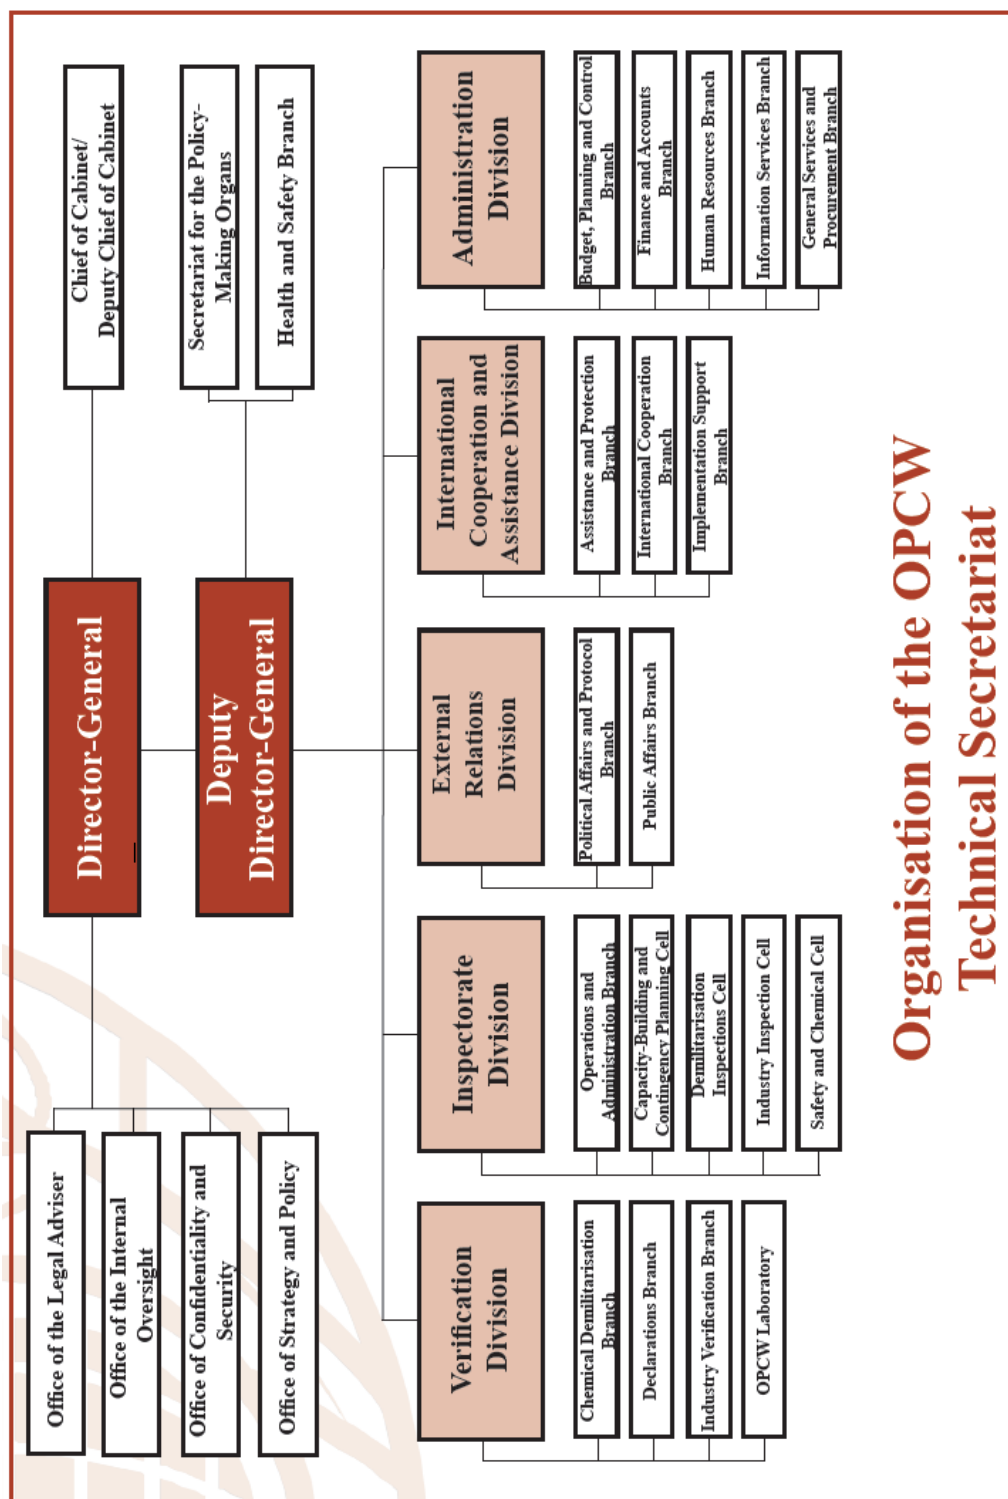 Director-General
Chief of Cabinet/
Deputy Chief of Cabinet
Office of the Legal Adviser
Office of the Internal
Oversight
Office of Confidentiality and
Security
Office of Strategy and Policy
Deputy
Director-General
Secretariat for the Policy-
Making Organs
Health and Safety Branch
Verification
Division
Chemical Demilitarisation
Branch
Declarations Branch
Industry Verification Branch
OPCW Laboratory
Inspectorate
Division
Operations and
Administration Branch
Capacity-Building and
Contingency Planning Cell
Demilitarisation
Inspections Cell
Industry Inspection Cell
Safety and Chemical Cell
External
Relations
Division
Political Affairs and Protocol
Branch
Public Affairs Branch
International
Cooperation and
Assistance Division
Assistance and Protection
Branch
International Cooperation
Branch
Implementation Support
Branch
Administration
Division
Budget, Planning and Control
Branch
Finance and Accounts
Branch
Human Resources Branch
Information Services Branch
General Services and
Procurement Branch
Organisation of the OPCW
Technical Secretariat